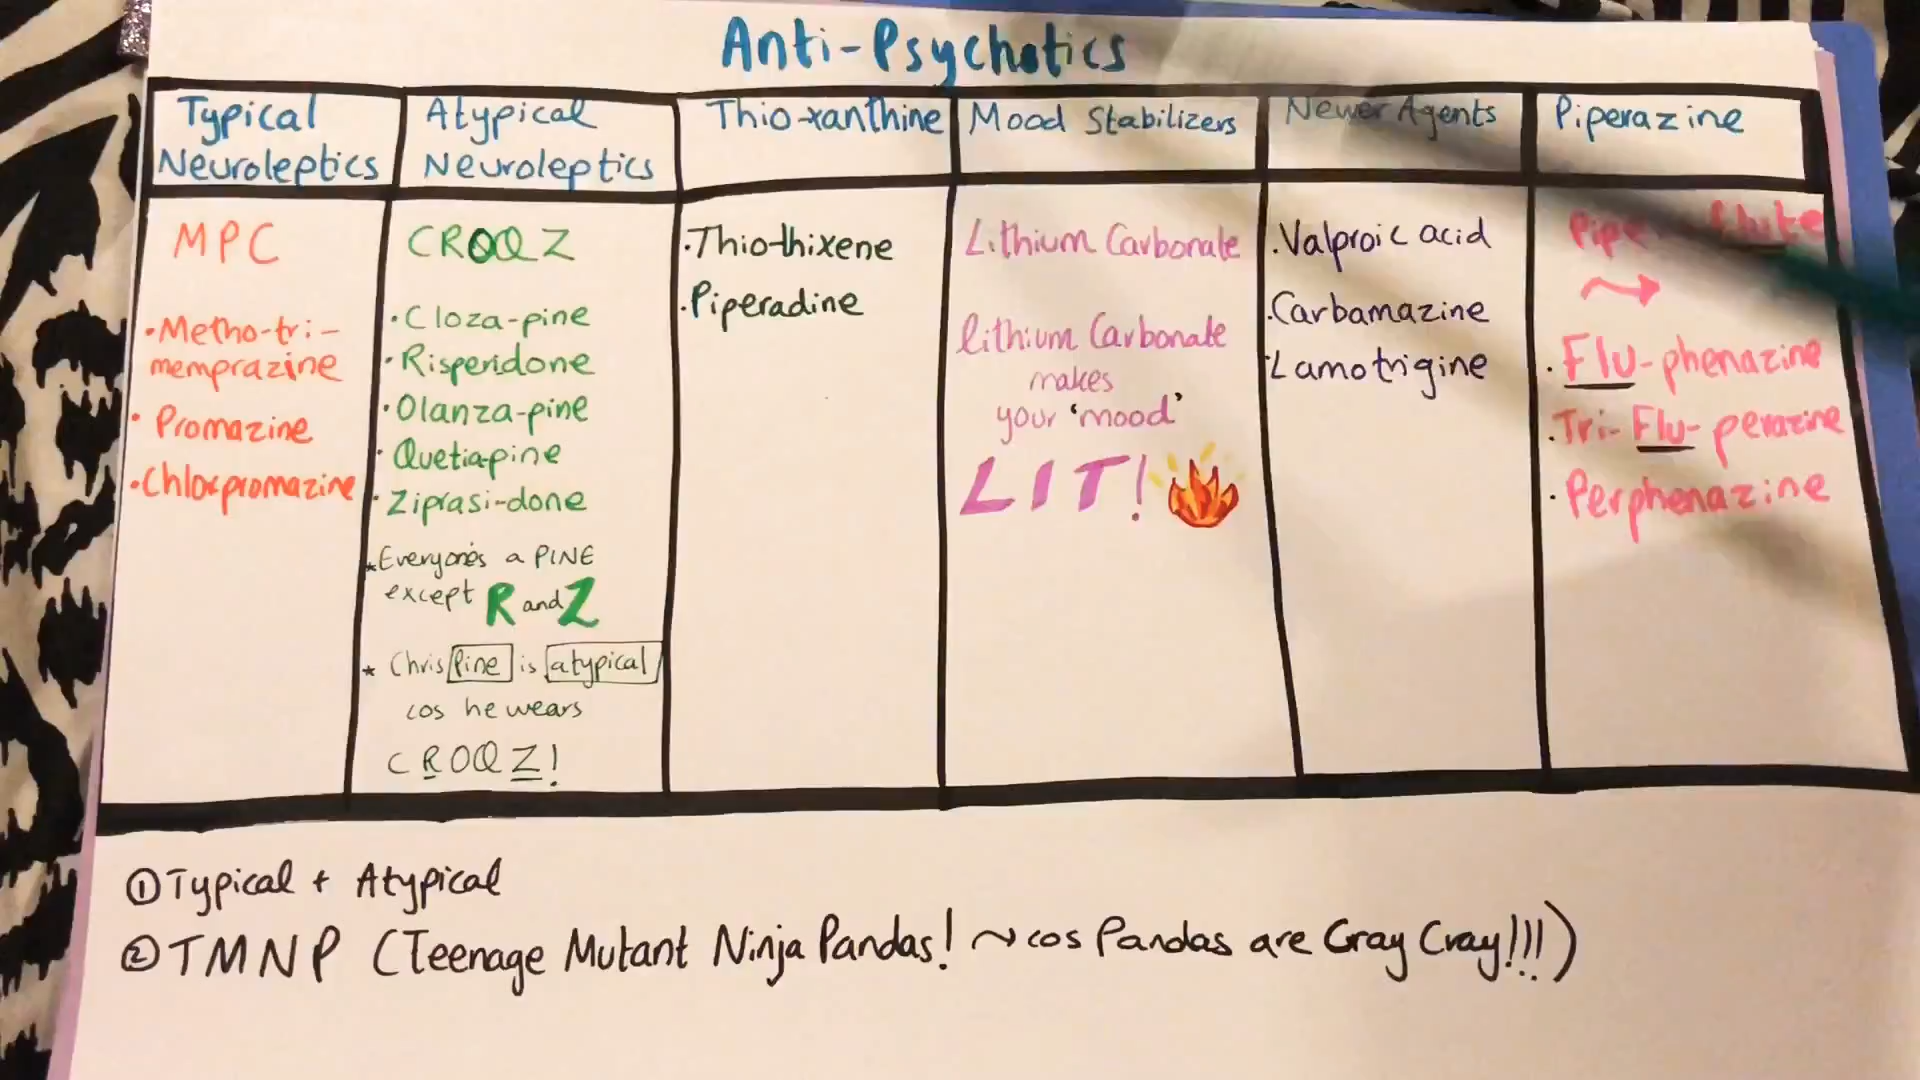 Anti-Psychotics
Typical
Neuroleptics
Atypical
Neuroleptics
Thio-xanthine
Mood Stabilizers
Newer Agents
Piperazine
MPC
•Metho-tri-
memprazine
• Promazine
•Chlorpromazine
CROQZ
•Cloza-pine
•Risperidone
•Olanza-pine
•Quetiapine
•Ziprasi-done
*Everyone's a PINE
except R and Z
* Chris Pine is atypical
cos he wears
CROQZ!
•Thio-thixene
•Piperadine
Lithium Carbonate
lithium Carbonate
makes
your 'mood'
LIT!
•Valproic acid
•Carbamazine
•Lamotrigine
Pipe
• Flu-phenazine
•Tri-Flu-perazine
• Perphenazine
① Typical + Atypical
② TMNP (Teenage Mutant Ninja Pandas! ~ cos Pandas are Cray Cray!!!)